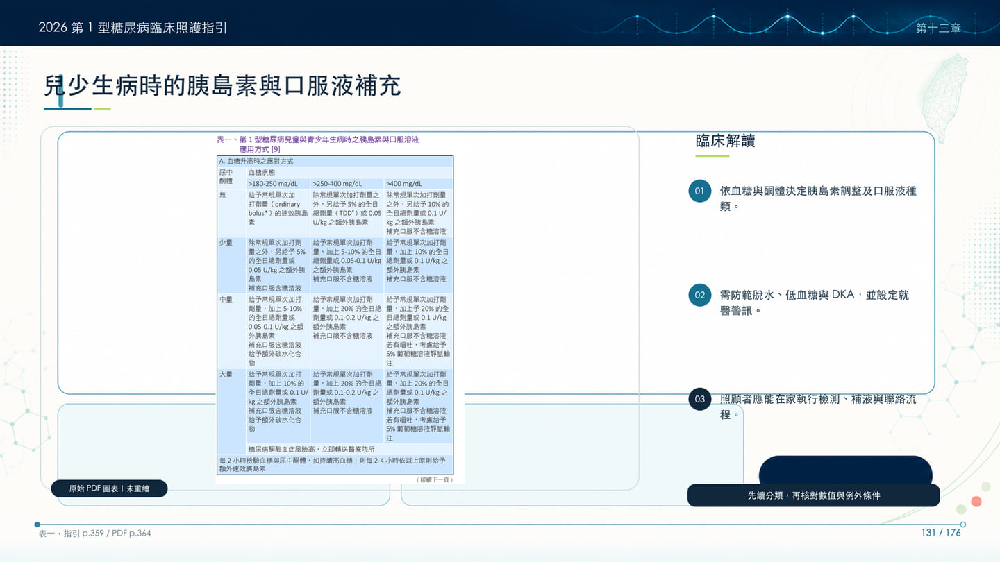 2026 第 1 型糖尿病臨床照護指引
第十三章
兒少生病時的胰島素與口服液補充
表一、第 1 型糖尿病兒童與青少年生病時之胰島素與口服溶液
應用方式 [9]
A. 血糖升高時之應對方式
尿中
酮體
血糖狀態
>180-250 mg/dL
>250-400 mg/dL
>400 mg/dL
無
給予常規單次加
打劑量（ordinary
bolus*）的速效胰島
素
除常規單次加打劑量之
外，另給予 5% 的全日
總劑量（TDD#）或 0.05
U/kg 之額外胰島素
除常規單次加打劑量
之外，另給予 10% 的
全日總劑量或 0.1 U/
kg 之額外胰島素
補充口服不含糖溶液
少量
除常規單次加打劑
量之外，另給予 5%
的全日總劑量或
0.05 U/kg 之額外胰
島素
補充口服含糖溶液
給予常規單次加打劑
量，加上 5-10% 的全日
總劑量或 0.05-0.1 U/kg
之額外胰島素
補充口服不含糖溶液
給予常規單次加打劑
量，加上 10% 的全日
總劑量或 0.1 U/kg 之
額外胰島素
補充口服不含糖溶液
中量
給予常規單次加打
劑量，加上 5-10%
的全日總劑量或
0.05-0.1 U/kg 之額
外胰島素
補充口服含糖溶液
給予額外碳水化合
物
給予常規單次加打劑
量，加上 20% 的全日總
劑量或 0.1-0.2 U/kg 之
額外胰島素
補充口服不含糖溶液
給予常規單次加打劑
量，加上予 20% 的全
日總劑量或 0.1 U/kg
之額外胰島素
補充口服不含糖溶液
若有嘔吐，考慮給予
5% 葡萄糖溶液靜脈輸
注
大量
給予常規單次加打
劑量，加上 10% 的
全日總劑量或 0.1 U/
kg 之額外胰島素
補充口服含糖溶液
給予額外碳水化合
物
給予常規單次加打劑
量，加上 20% 的全日總
劑量或 0.1-0.2 U/kg 之
額外胰島素
補充口服不含糖溶液
給予常規單次加打劑
量，加上 20% 的全日
總劑量或 0.1 U/kg 之
額外胰島素
補充口服不含糖溶液
若有嘔吐，考慮給予
5% 葡萄糖溶液靜脈輸
注
糖尿病酮酸血症風險高，立即轉送醫療院所
每 2 小時檢驗血糖與尿中酮體，如持續高血糖，則每 2-4 小時依以上原則給予
額外速效胰島素
（接續下一頁）
臨床解讀
01
依血糖與酮體決定胰島素調整及口服液種
類。
02
需防範脫水、低血糖與 DKA，並設定就
醫警訊。
03
照顧者應能在家執行檢測、補液與聯絡流
程。
原始 PDF 圖表｜未重繪
先讀分類，再核對數值與例外條件
表一・指引 p.359 / PDF p.364
131 / 176